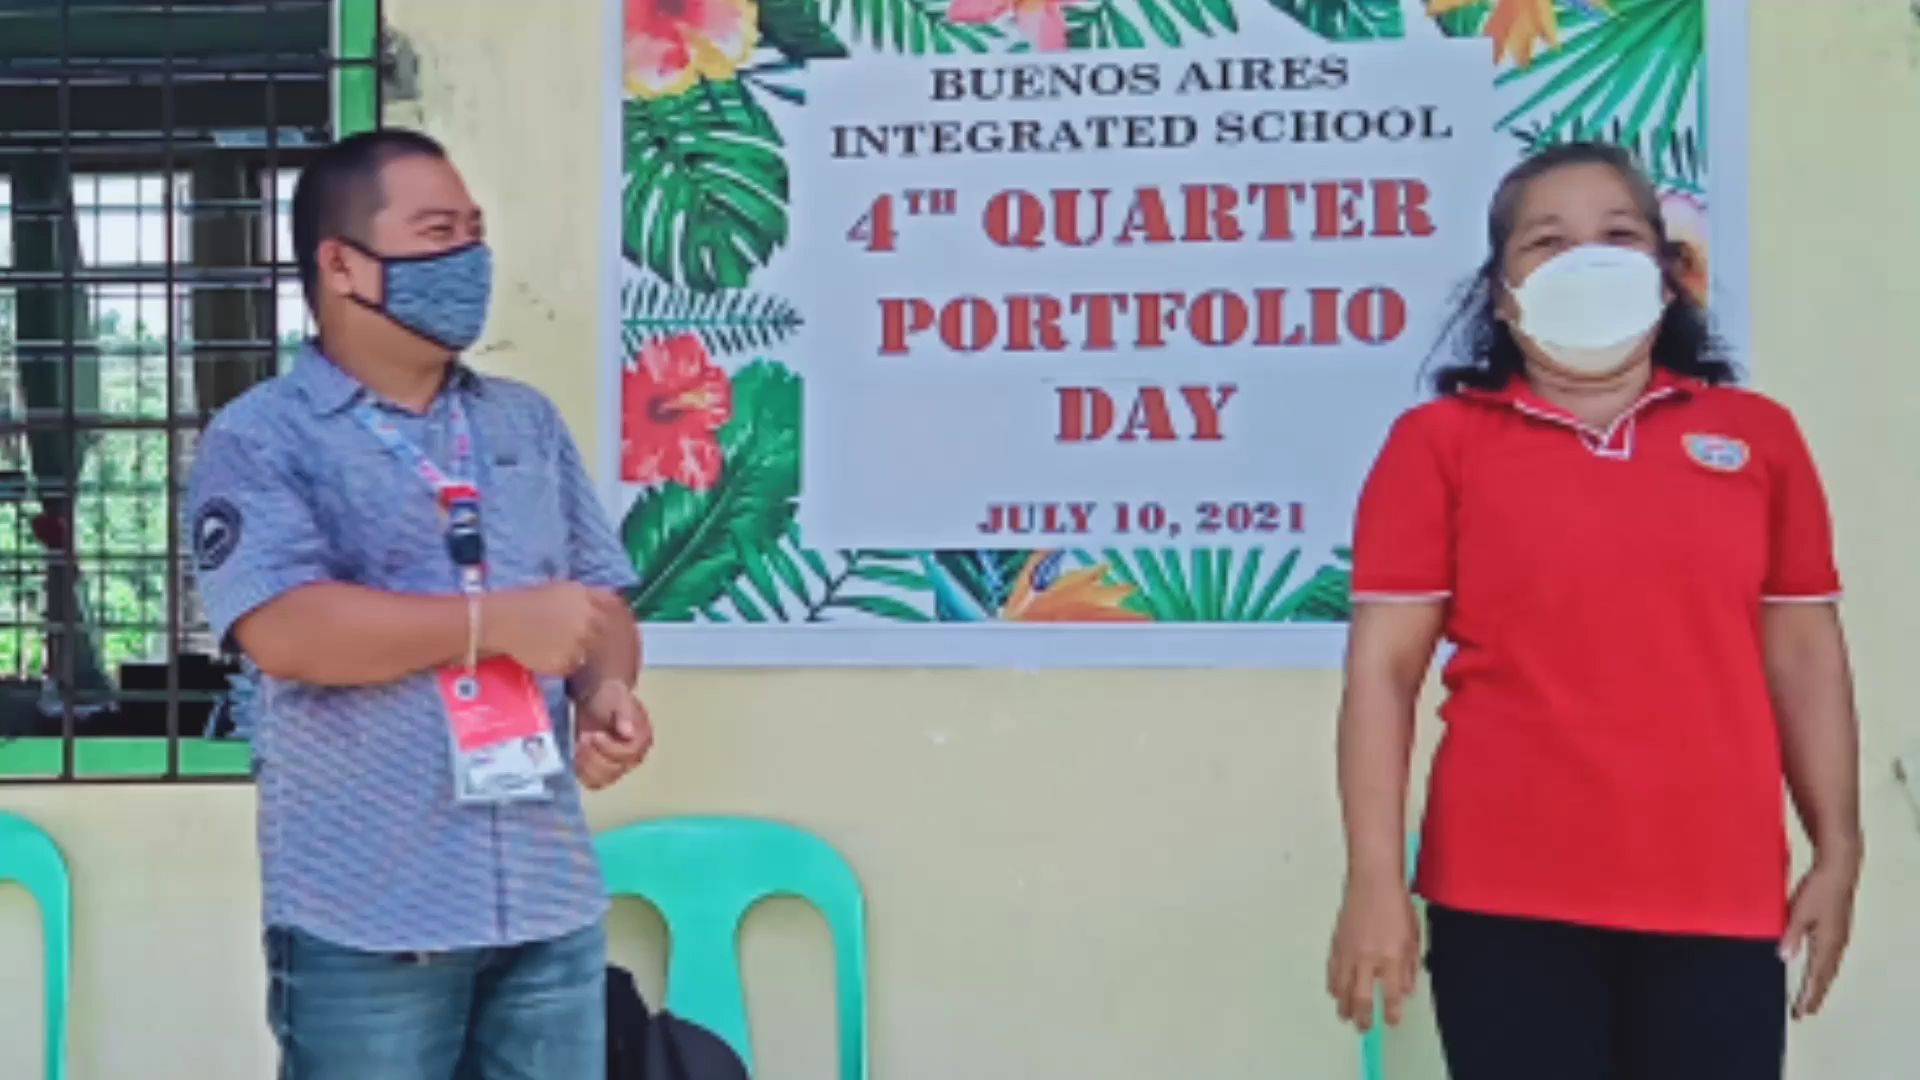 BUENOS AIRES
INTEGRATED SCHOOL
4TH QUARTER
PORTFOLIO
DAY
JULY 10, 2021